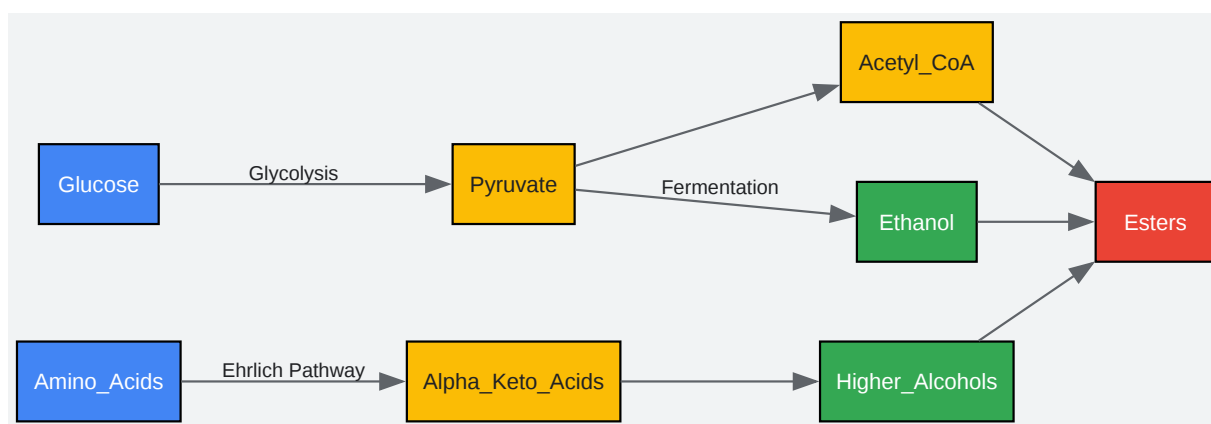 Acetyl_CoA
Glucose
Glycolysis
Pyruvate
Fermentation
Ethanol
Esters
Amino_Acids
Ehrlich Pathway
Alpha_Keto_Acids
Higher_Alcohols